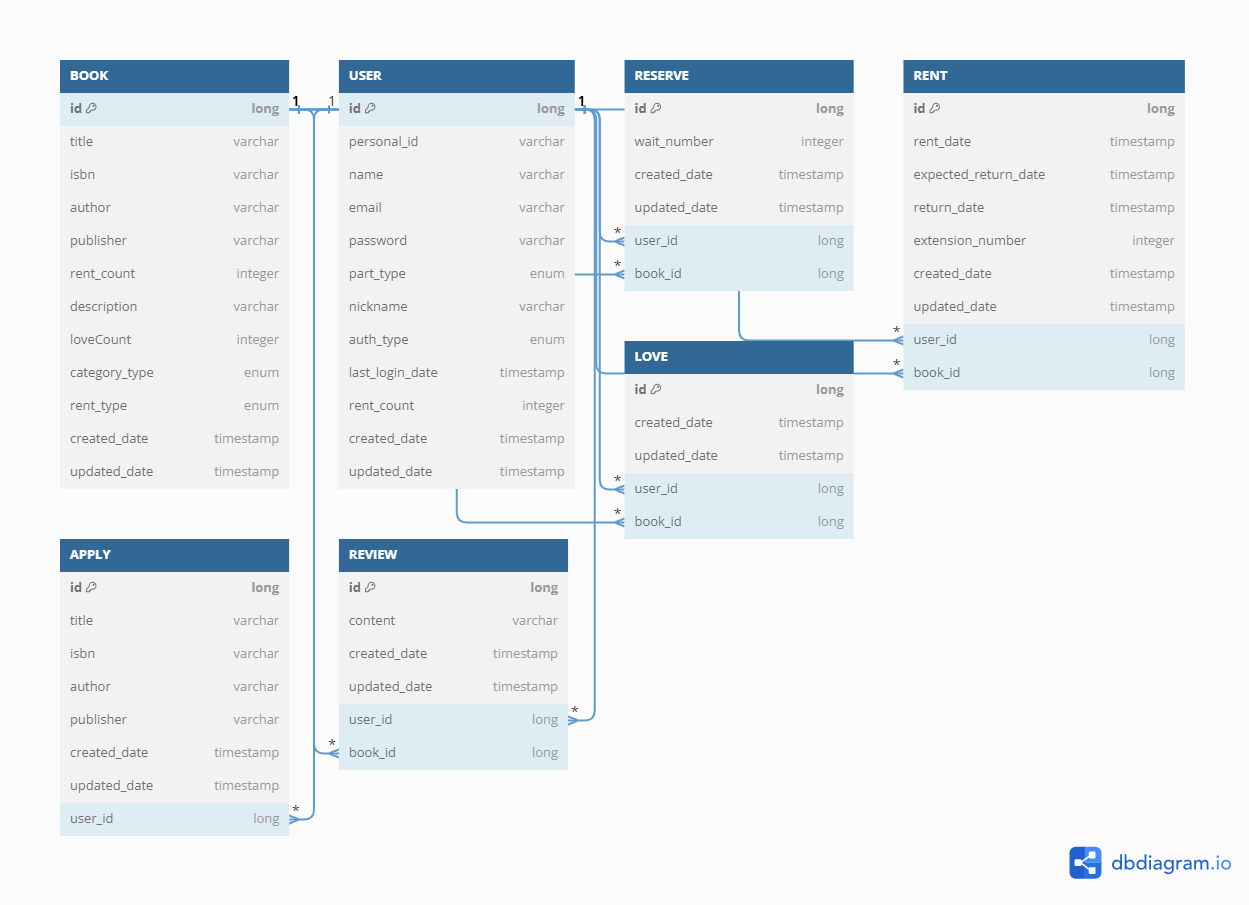 BOOK
id long
title varchar
isbn varchar
author varchar
publisher varchar
rent_count integer
description varchar
loveCount integer
category_type enum
rent_type enum
created_date timestamp
updated_date timestamp
1
1
USER
id long
personal_id varchar
name varchar
email varchar
password varchar
part_type enum
nickname varchar
auth_type enum
last_login_date timestamp
rent_count integer
created_date timestamp
updated_date timestamp
1
RESERVE
id long
wait_number integer
created_date timestamp
updated_date timestamp
* user_id long
* book_id long
RENT
id long
rent_date timestamp
expected_return_date timestamp
return_date timestamp
extension_number integer
created_date timestamp
updated_date timestamp
* user_id long
* book_id long
LOVE
id long
created_date timestamp
updated_date timestamp
* user_id long
* book_id long
APPLY
id long
title varchar
isbn varchar
author varchar
publisher varchar
created_date timestamp
updated_date timestamp
user_id long *
REVIEW
id long
content varchar
created_date timestamp
updated_date timestamp
user_id long *
* book_id long
dbdiagram.io